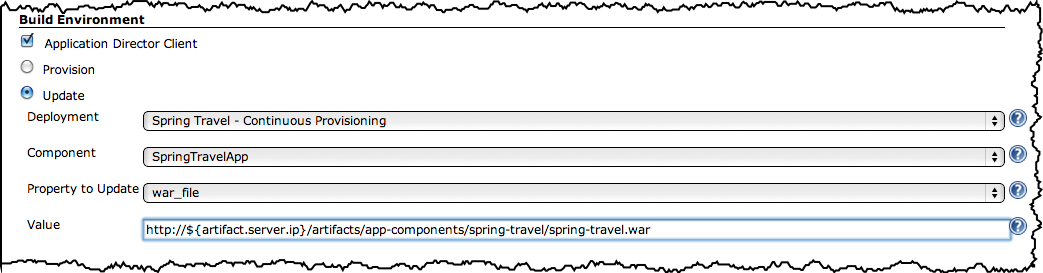 Build Environment
Application Director Client
Provision
Update
Deployment Spring Travel - Continuous Provisioning ?
Component SpringTravelApp ?
Property to Update war_file ?
Value http://${artifact.server.ip}/artifacts/app-components/spring-travel/spring-travel.war ?